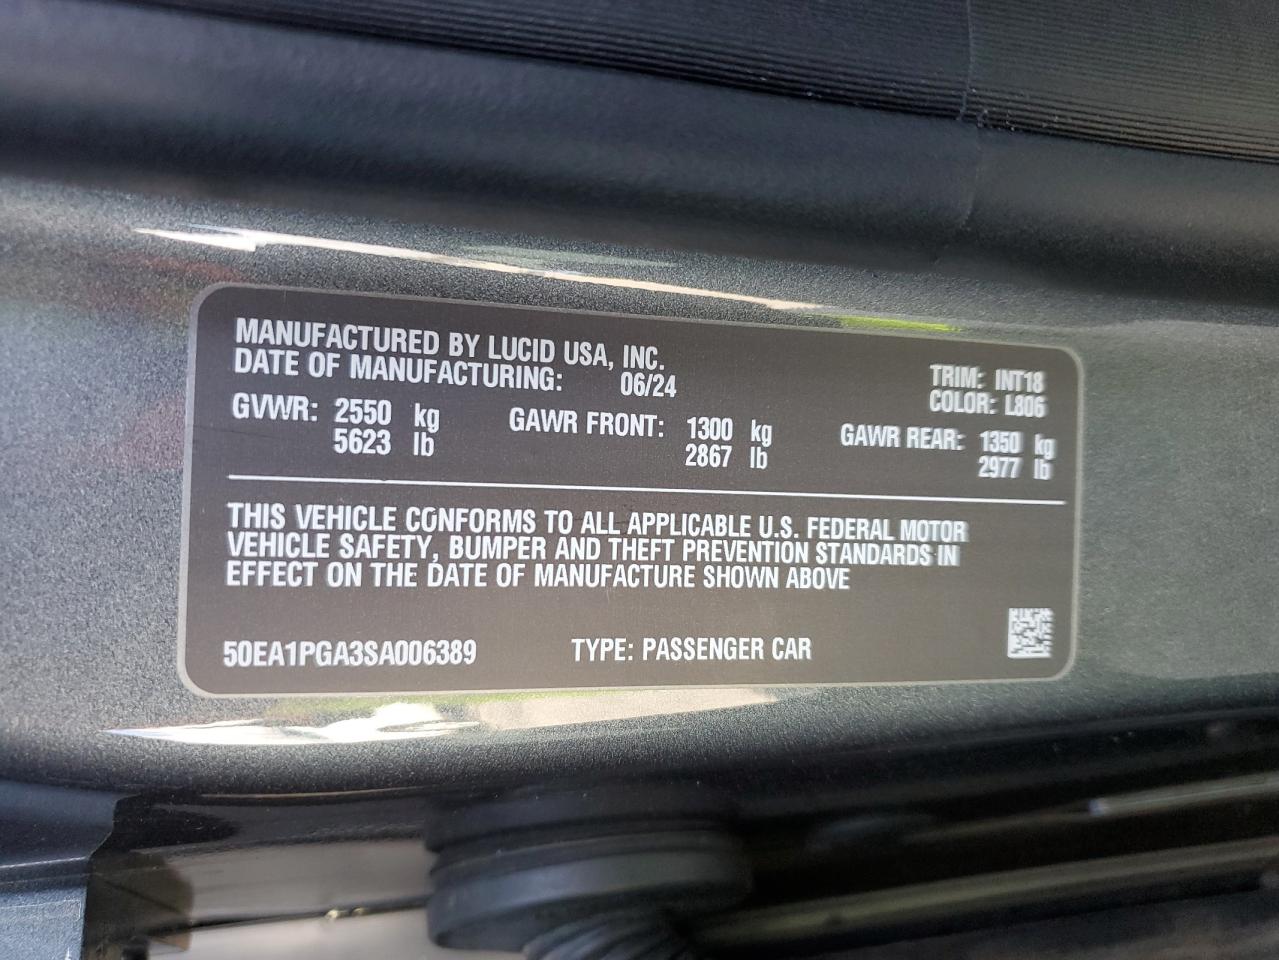 MANUFACTURED BY LUCID USA, INC.
DATE OF MANUFACTURING: 06/24
TRIM: INT18
COLOR: L806
GVWR: 2550 kg GAWR FRONT: 1300 kg GAWR REAR: 1350 kg
5623 lb 2867 lb 2977 lb
THIS VEHICLE CONFORMS TO ALL APPLICABLE U.S. FEDERAL MOTOR
VEHICLE SAFETY, BUMPER AND THEFT PREVENTION STANDARDS IN
EFFECT ON THE DATE OF MANUFACTURE SHOWN ABOVE
50EA1PGA3SA006389 TYPE: PASSENGER CAR